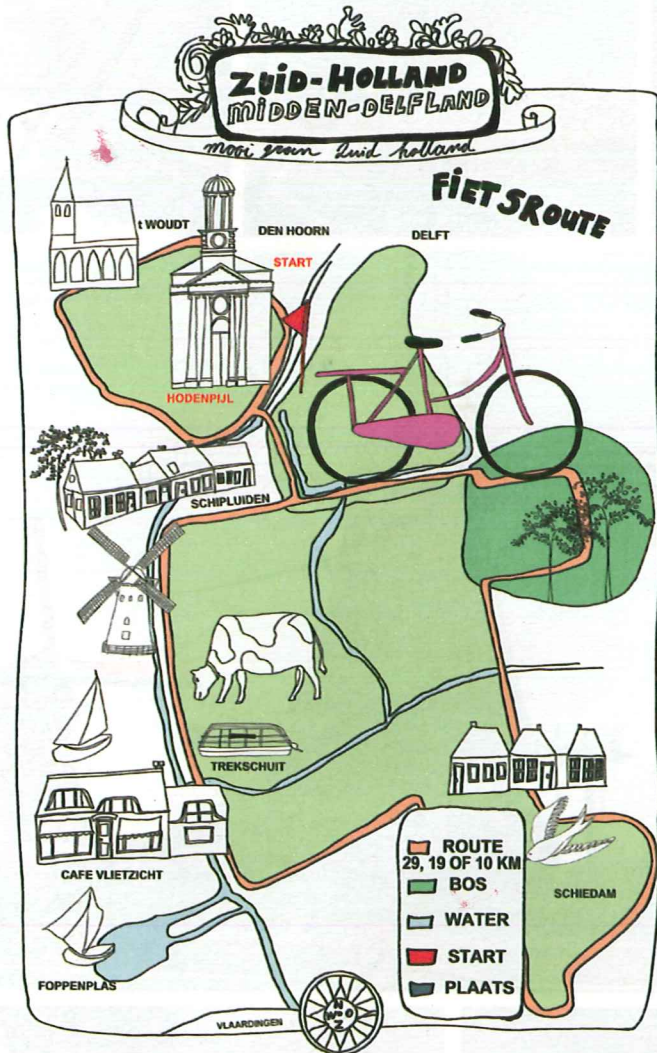 ZUID-HOLLAND
MIDDEN-DELFLAND
mooi groen Zuid holland
FIETSROUTE
t WOUDT
DEN HOORN
DELFT
START
HODENPIJL
SCHIPLUIDEN
TREKSCHUIT
CAFE VLIETZICHT
ROUTE
29, 19 OF 10 KM
BOS
WATER
START
PLAATS
SCHIEDAM
FOPPENPLAS
VLAARDINGEN
N
W O
Z